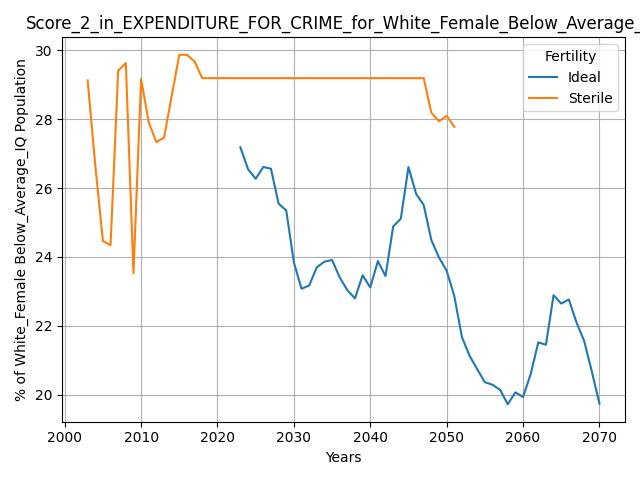 Score_2_in_EXPENDITURE_FOR_CRIME_for_White_Female_Below_Average_
30
28
26
24
22
20
% of White_Female Below_Average_IQ Population
Fertility
Ideal
Sterile
2000 2010 2020 2030 2040 2050 2060 2070
Years